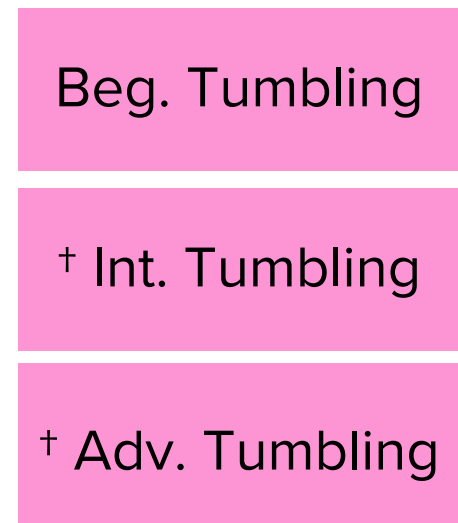 Beg. Tumbling
† Int. Tumbling
† Adv. Tumbling